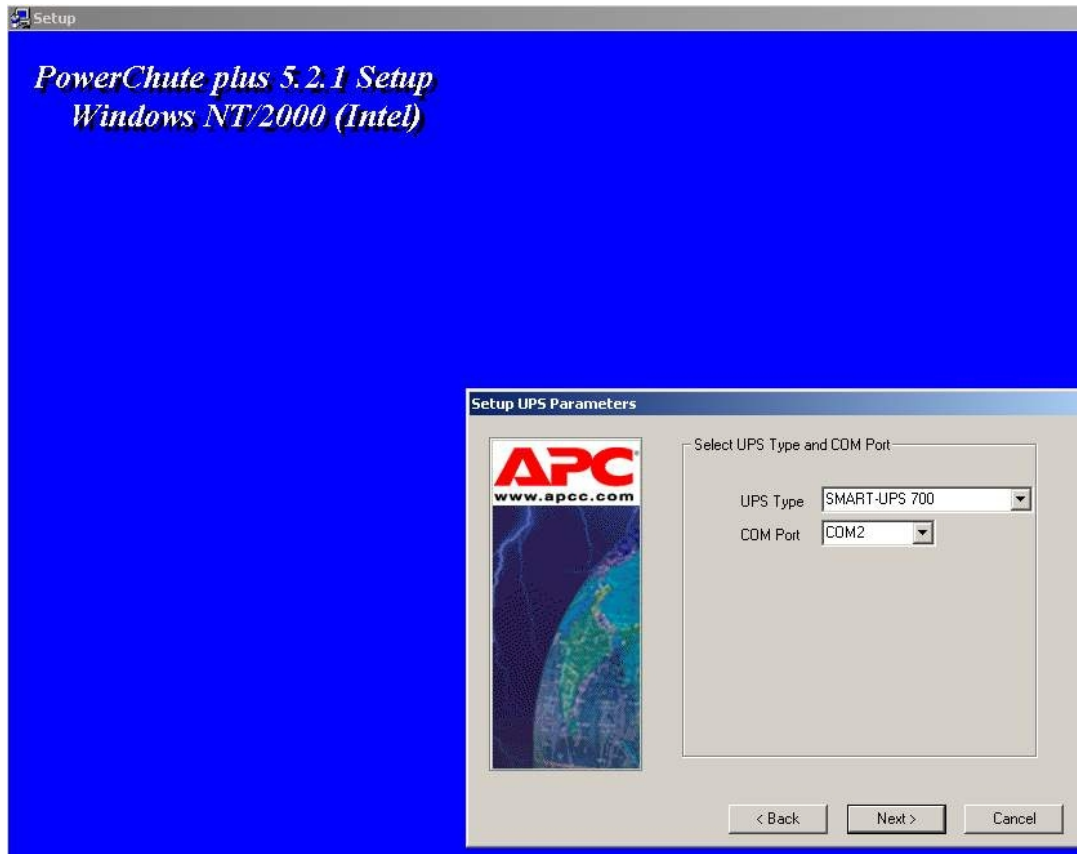 Setup
PowerChute plus 5.2.1 Setup
Windows NT/2000 (Intel)
Setup UPS Parameters
APC
www.apcc.com
Select UPS Type and COM Port
UPS Type SMART-UPS 700
COM Port COM2
< Back Next > Cancel